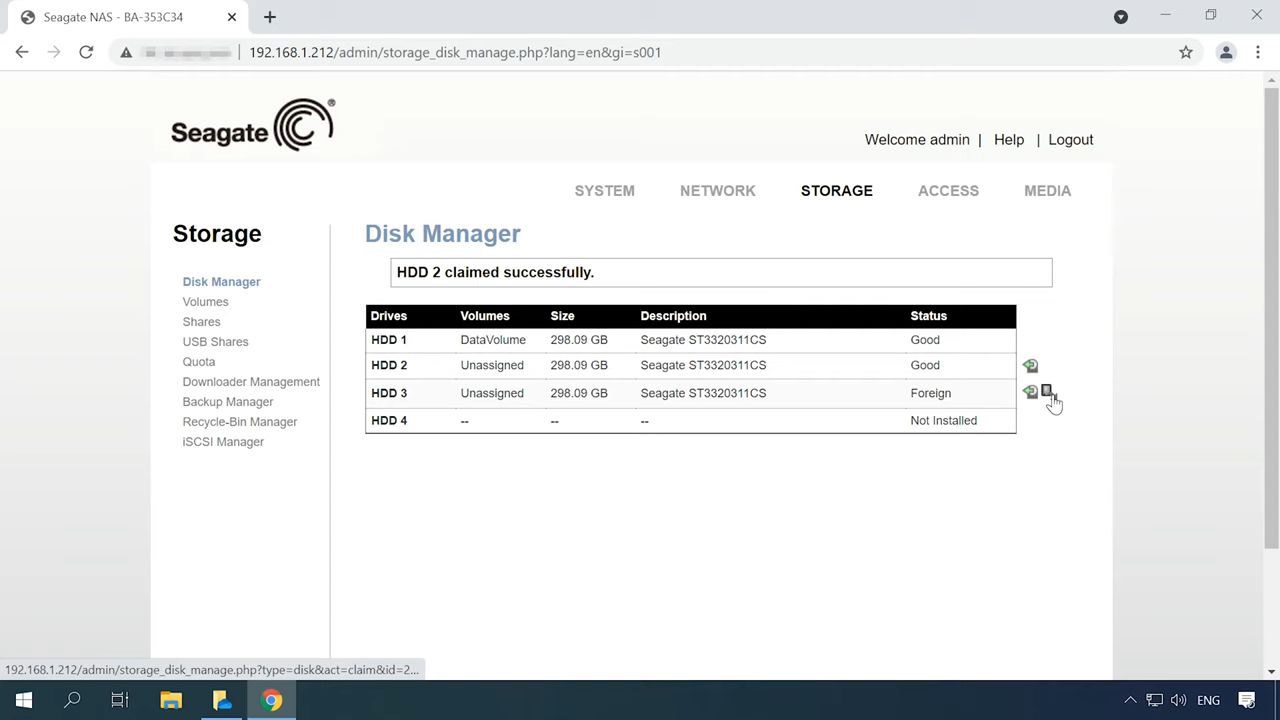 Seagate NAS - BA-353C34
192.168.1.212/admin/storage_disk_manage.php?lang=en&gi=s001
Seagate
Welcome admin | Help | Logout
SYSTEM NETWORK STORAGE ACCESS MEDIA
Storage
Disk Manager
Volumes
Shares
USB Shares
Quota
Downloader Management
Backup Manager
Recycle-Bin Manager
iSCSI Manager
Disk Manager
HDD 2 claimed successfully.
Drives Volumes Size Description Status
HDD 1 DataVolume 298.09 GB Seagate ST3320311CS Good
HDD 2 Unassigned 298.09 GB Seagate ST3320311CS Good
HDD 3 Unassigned 298.09 GB Seagate ST3320311CS Foreign
HDD 4 -- -- -- Not Installed
192.168.1.212/admin/storage_disk_manage.php?type=disk&act=claim&id=2...
ENG